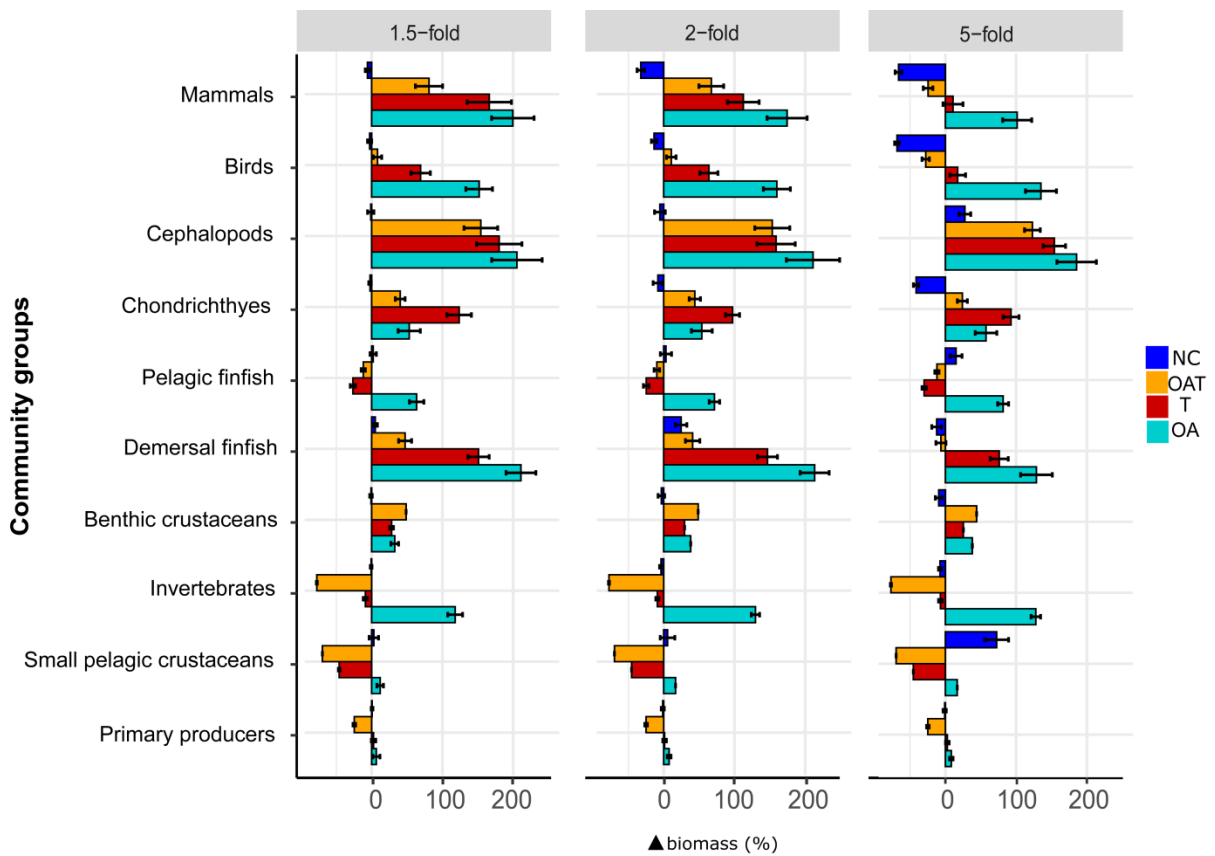 1.5−fold
2−fold
5−fold
Community groups
Mammals
Birds
Cephalopods
Chondrichthyes
Pelagic finfish
Demersal finfish
Benthic crustaceans
Invertebrates
Small pelagic crustaceans
Primary producers
0 100 200
0 100 200
0 100 200
▲biomass (%)
NC
OAT
T
OA